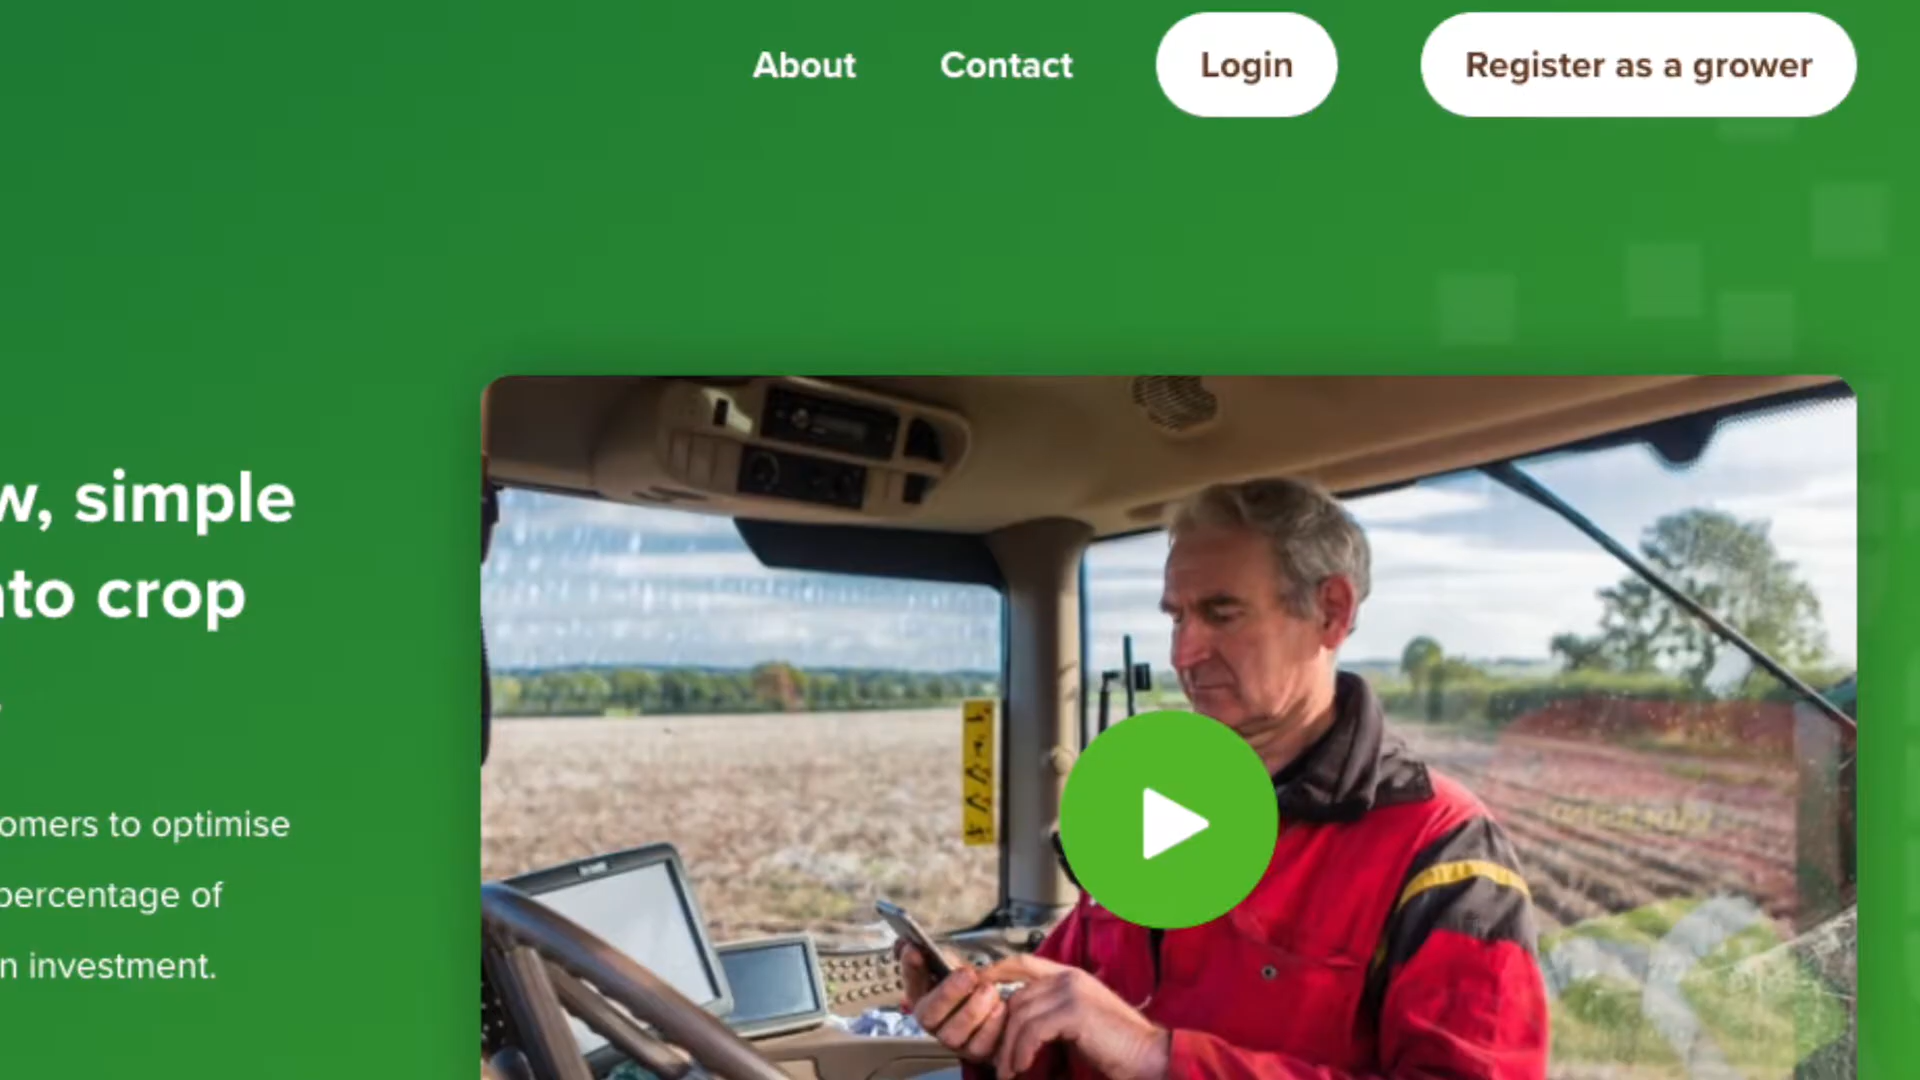 About
Contact
Login
Register as a grower
w, simple
to crop
omers to optimise
percentage of
n investment.